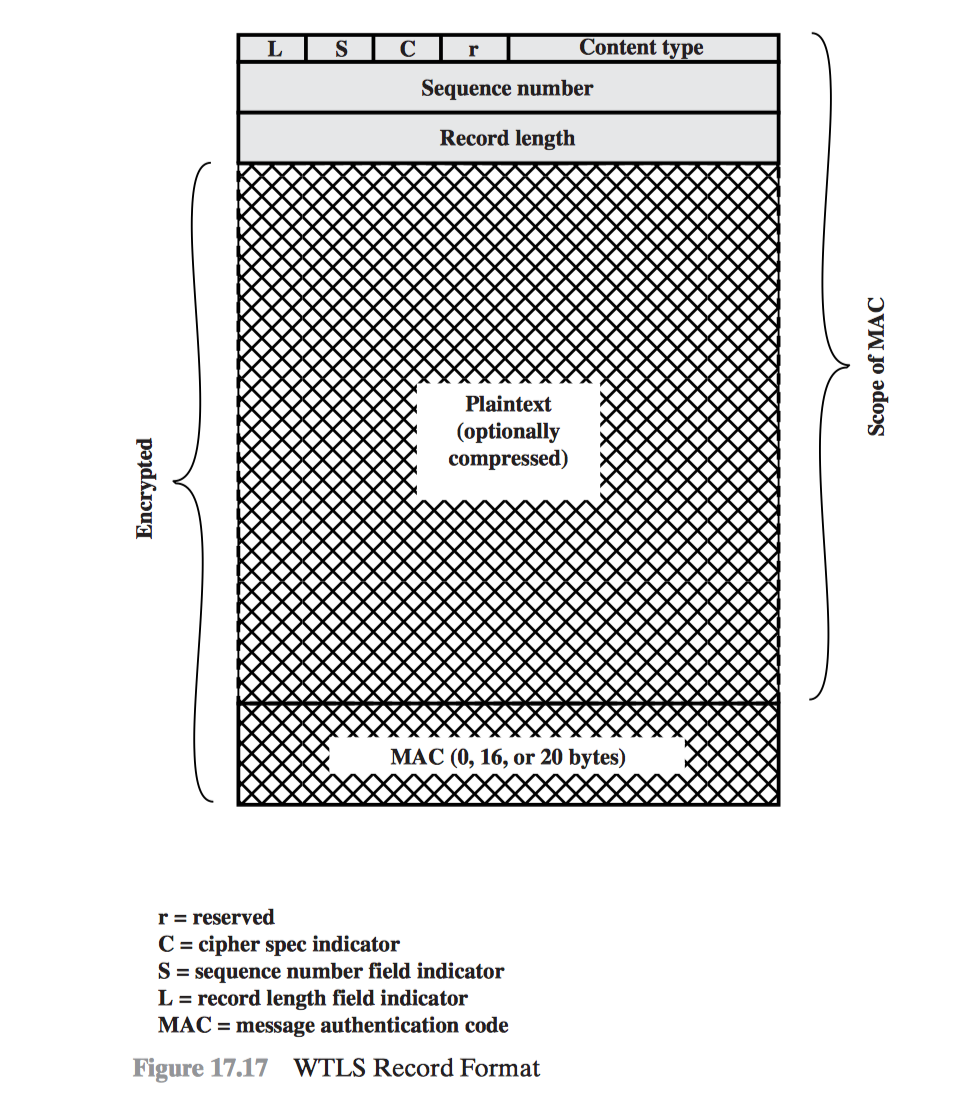 L S C r Content type
Sequence number
Record length
Plaintext
(optionally
compressed)
Encrypted
Scope of MAC
MAC (0, 16, or 20 bytes)
r = reserved
C = cipher spec indicator
S = sequence number field indicator
L = record length field indicator
MAC = message authentication code
Figure 17.17 WTLS Record Format